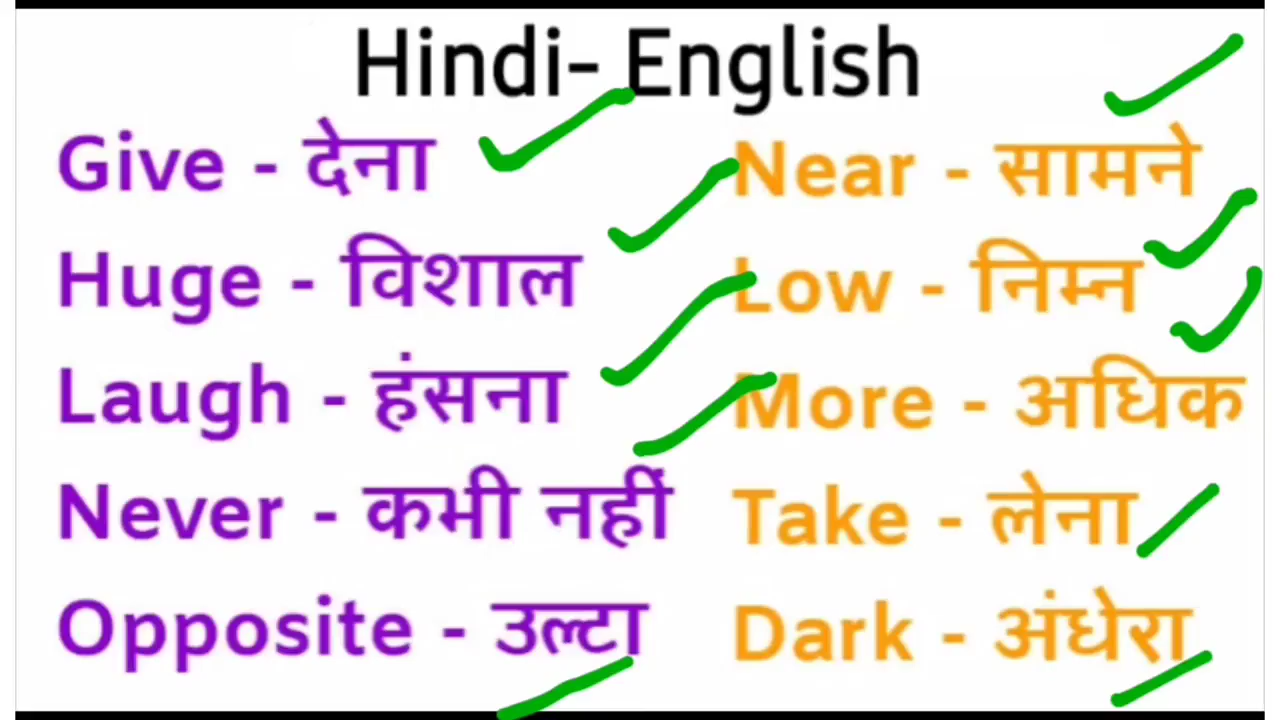 Hindi- English
Give - देना
Huge - विशाल
Laugh - हंसना
Never - कभी नहीं
Opposite - उल्टा
Near - सामने
Low - निम्न
More - अधिक
Take - लेना
Dark - अंधेरा